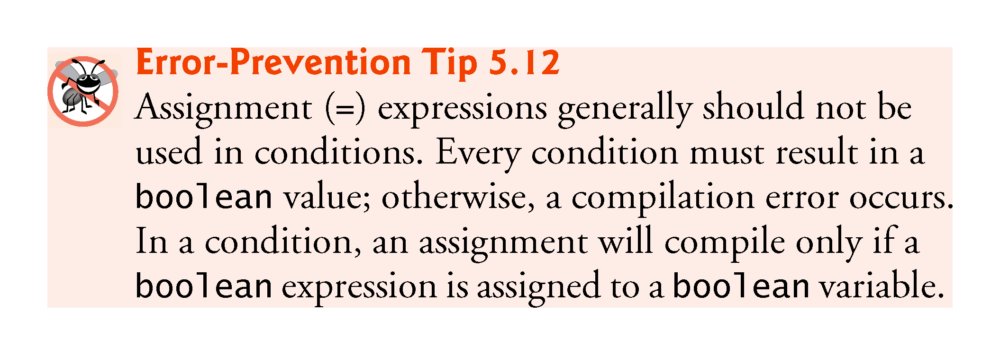 Error-Prevention Tip 5.12
Assignment (=) expressions generally should not be
used in conditions. Every condition must result in a
boolean value; otherwise, a compilation error occurs.
In a condition, an assignment will compile only if a
boolean expression is assigned to a boolean variable.